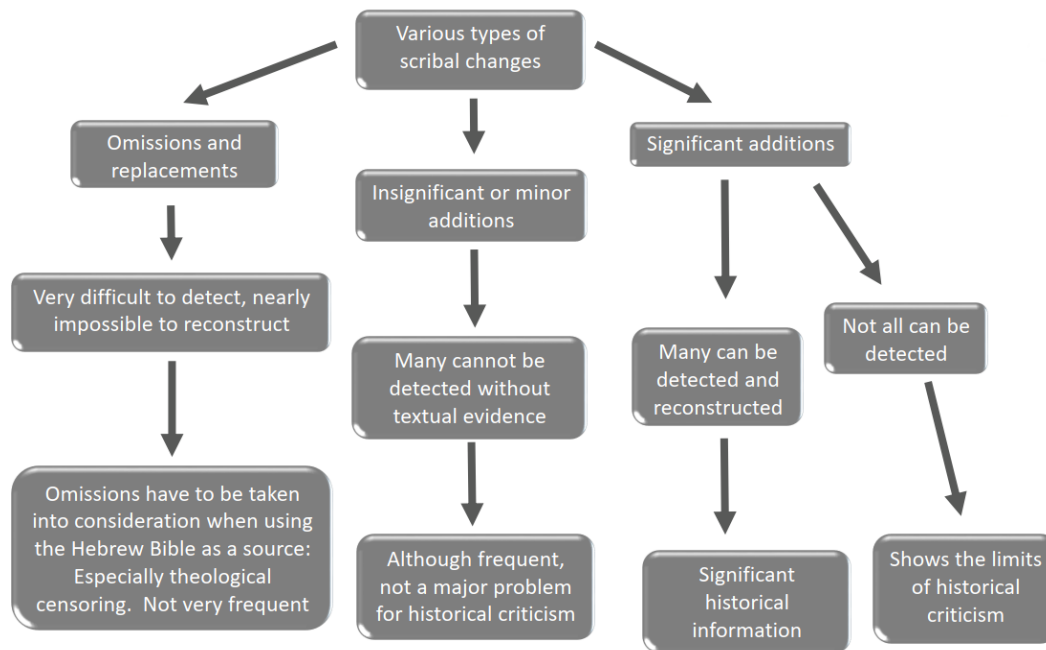 Various types of
scribal changes
Omissions and
replacements
Insignificant or minor
additions
Significant additions
Very difficult to detect, nearly
impossible to reconstruct
Many cannot be
detected without
textual evidence
Many can be
detected and
reconstructed
Not all can be
detected
Omissions have to be taken
into consideration when using
the Hebrew Bible as a source:
Especially theological
censoring.  Not very frequent
Although frequent,
not a major problem
for historical criticism
Significant
historical
information
Shows the limits
of historical
criticism